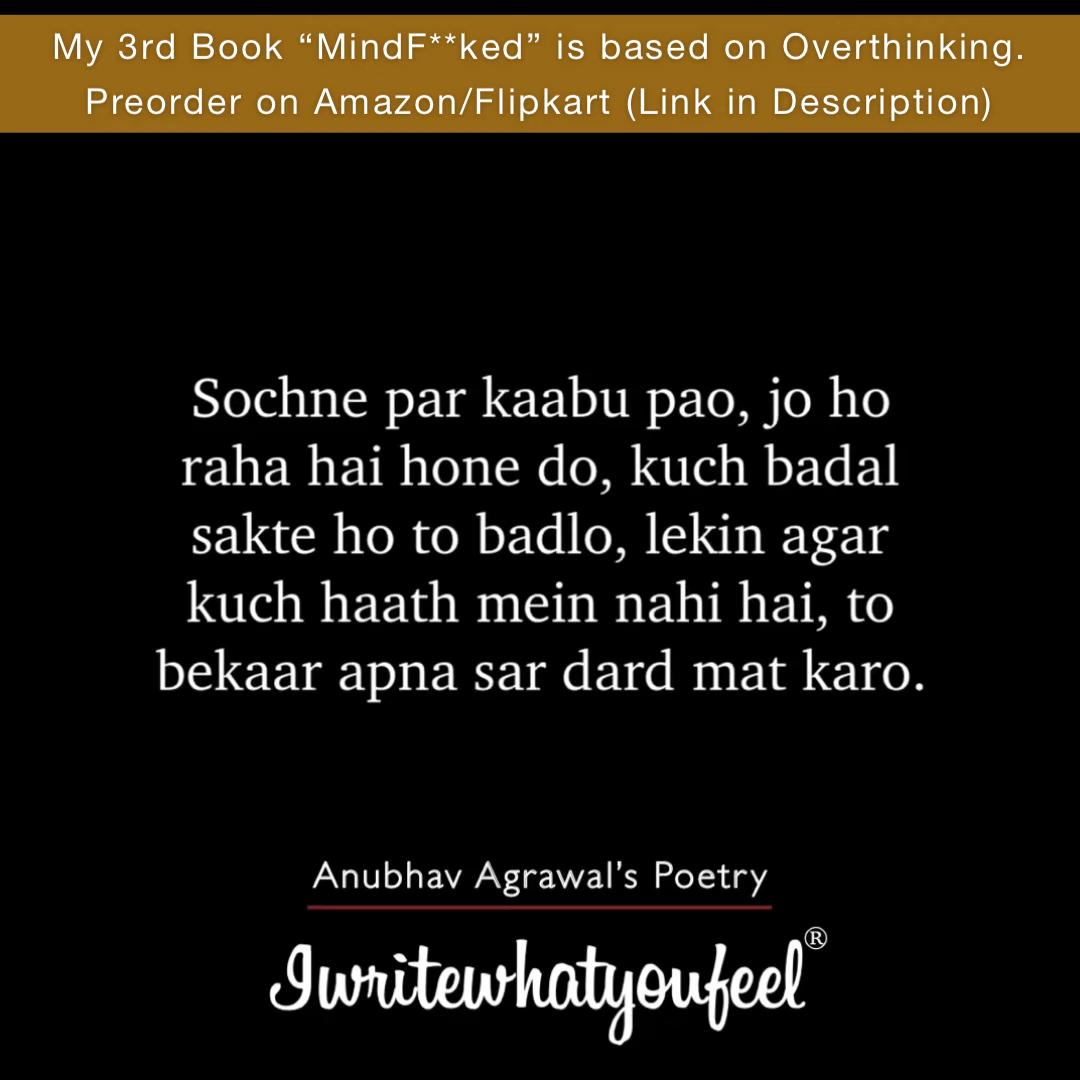 My 3rd Book “MindF**ked” is based on Overthinking.
Preorder on Amazon/Flipkart (Link in Description)
Sochne par kaabu pao, jo ho
raha hai hone do, kuch badal
sakte ho to badlo, lekin agar
kuch haath mein nahi hai, to
bekaar apna sar dard mat karo.
Anubhav Agrawal’s Poetry
Iwritewhatyoufeel®